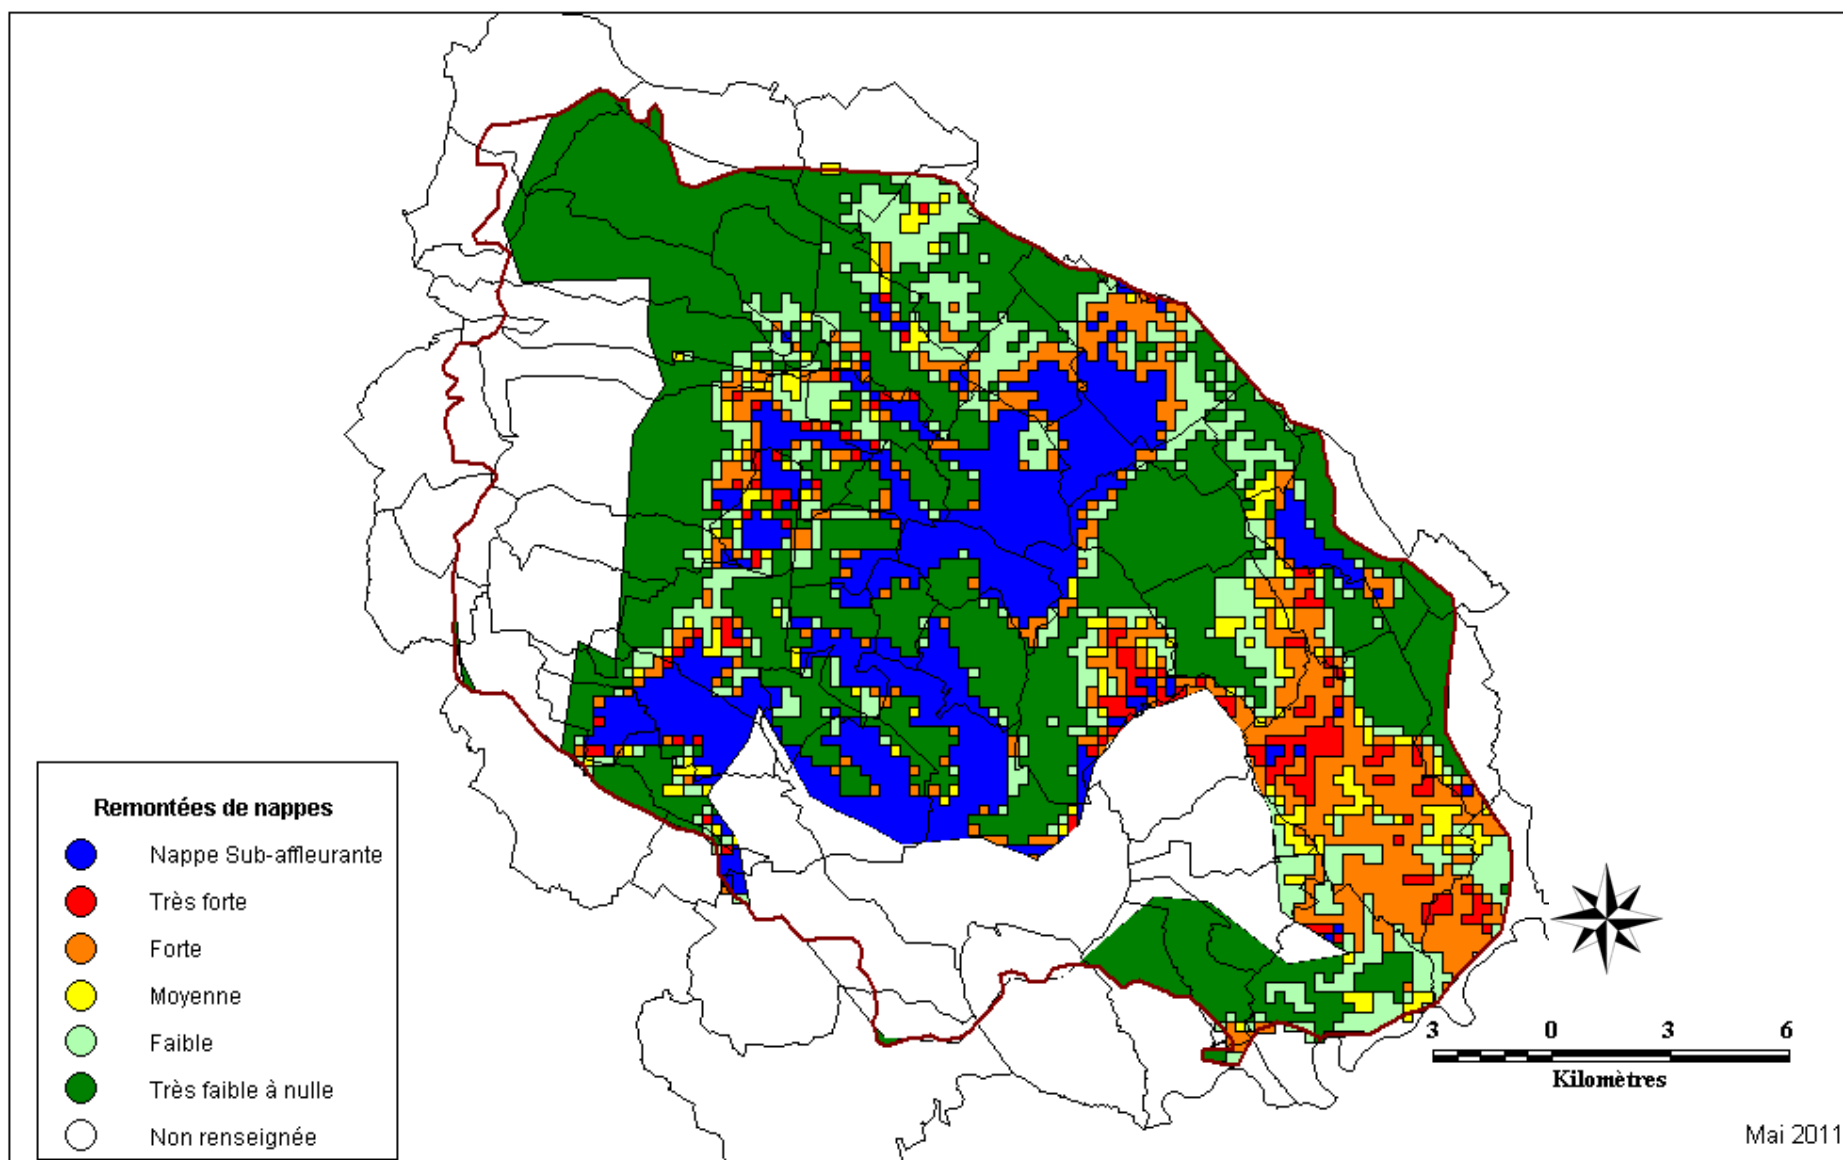 Remontées de nappes
Nappe Sub-affleurante
Très forte
Forte
Moyenne
Faible
Très faible à nulle
Non renseignée
3 0 3 6
Kilomètres
Mai 2011